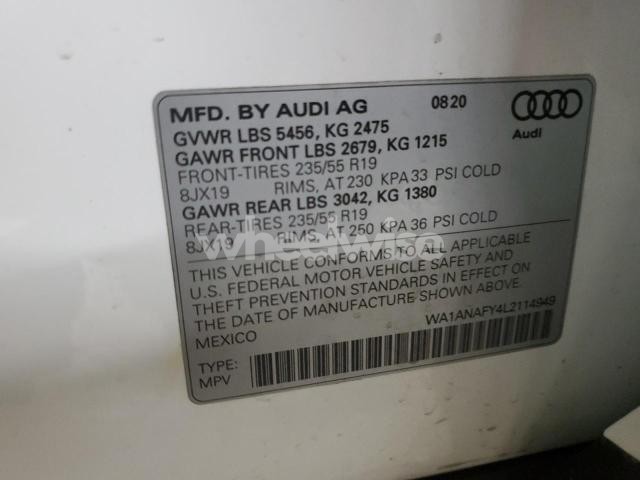 MFD. BY AUDI AG 0820
Audi
GVWR LBS 5456, KG 2475
GAWR FRONT LBS 2679, KG 1215
FRONT-TIRES 235/55 R19
8JX19 RIMS, AT 230 KPA 33 PSI COLD
GAWR REAR LBS 3042, KG 1380
REAR-TIRES 235/55 R19
8JX19 RIMS, AT 250 KPA 36 PSI COLD
wheelwise
THIS VEHICLE CONFORMS TO ALL APPLICABLE
U.S. FEDERAL MOTOR VEHICLE SAFETY AND
THEFT PREVENTION STANDARDS IN EFFECT ON
THE DATE OF MANUFACTURE SHOWN ABOVE.
MEXICO WA1ANAFY4L2114949
TYPE:
MPV